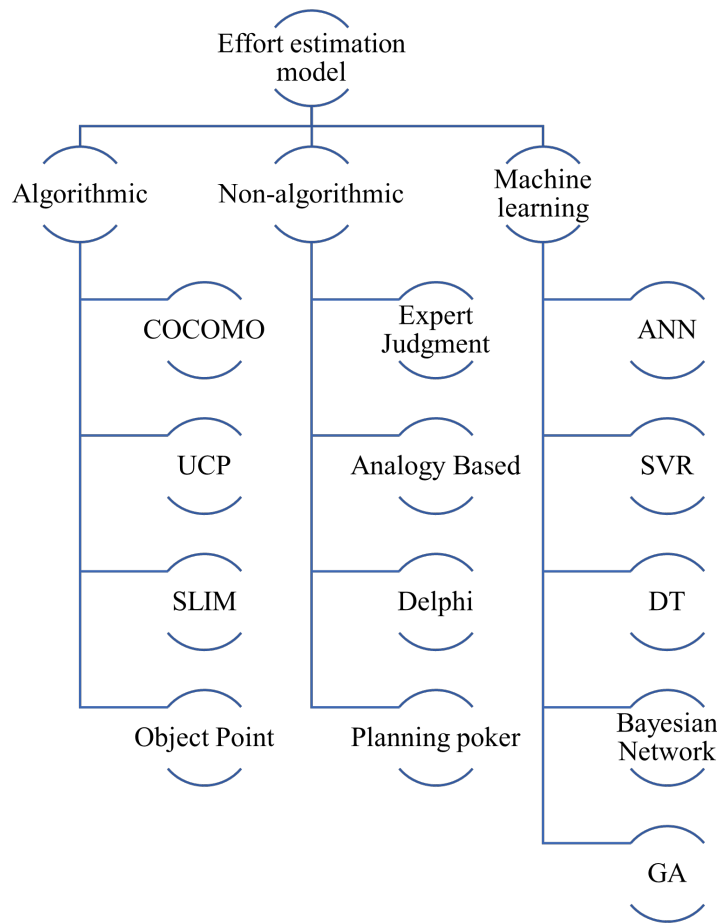 Effort estimation
model
Algorithmic
Non-algorithmic
Machine
learning
COCOMO
Expert
Judgment
ANN
UCP
Analogy Based
SVR
SLIM
Delphi
DT
Object Point
Planning poker
Bayesian
Network
GA